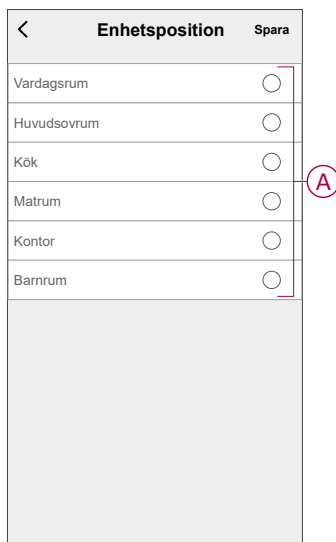 Enhetsposition Spara
Vardagsrum
Huvudsovrum
Kök
Matrum
Kontor
Barnrum
A